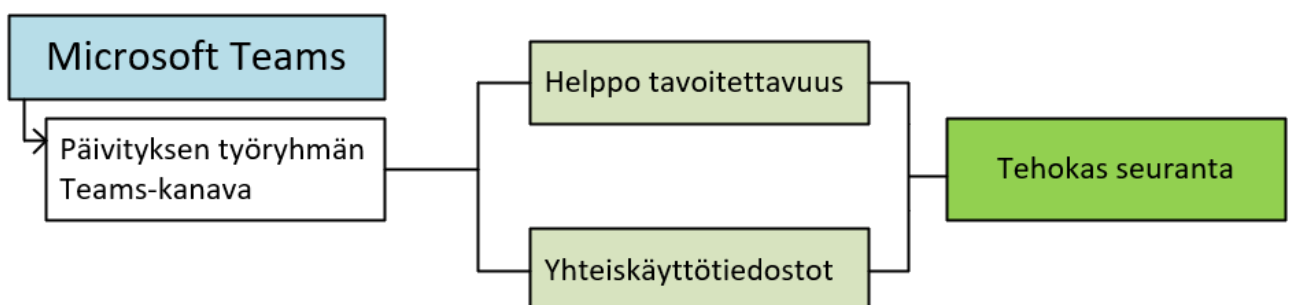 Microsoft Teams
Päivityksen työryhmän
Teams-kanava
Helppo tavoitettavuus
Yhteiskäyttötiedostot
Tehokas seuranta